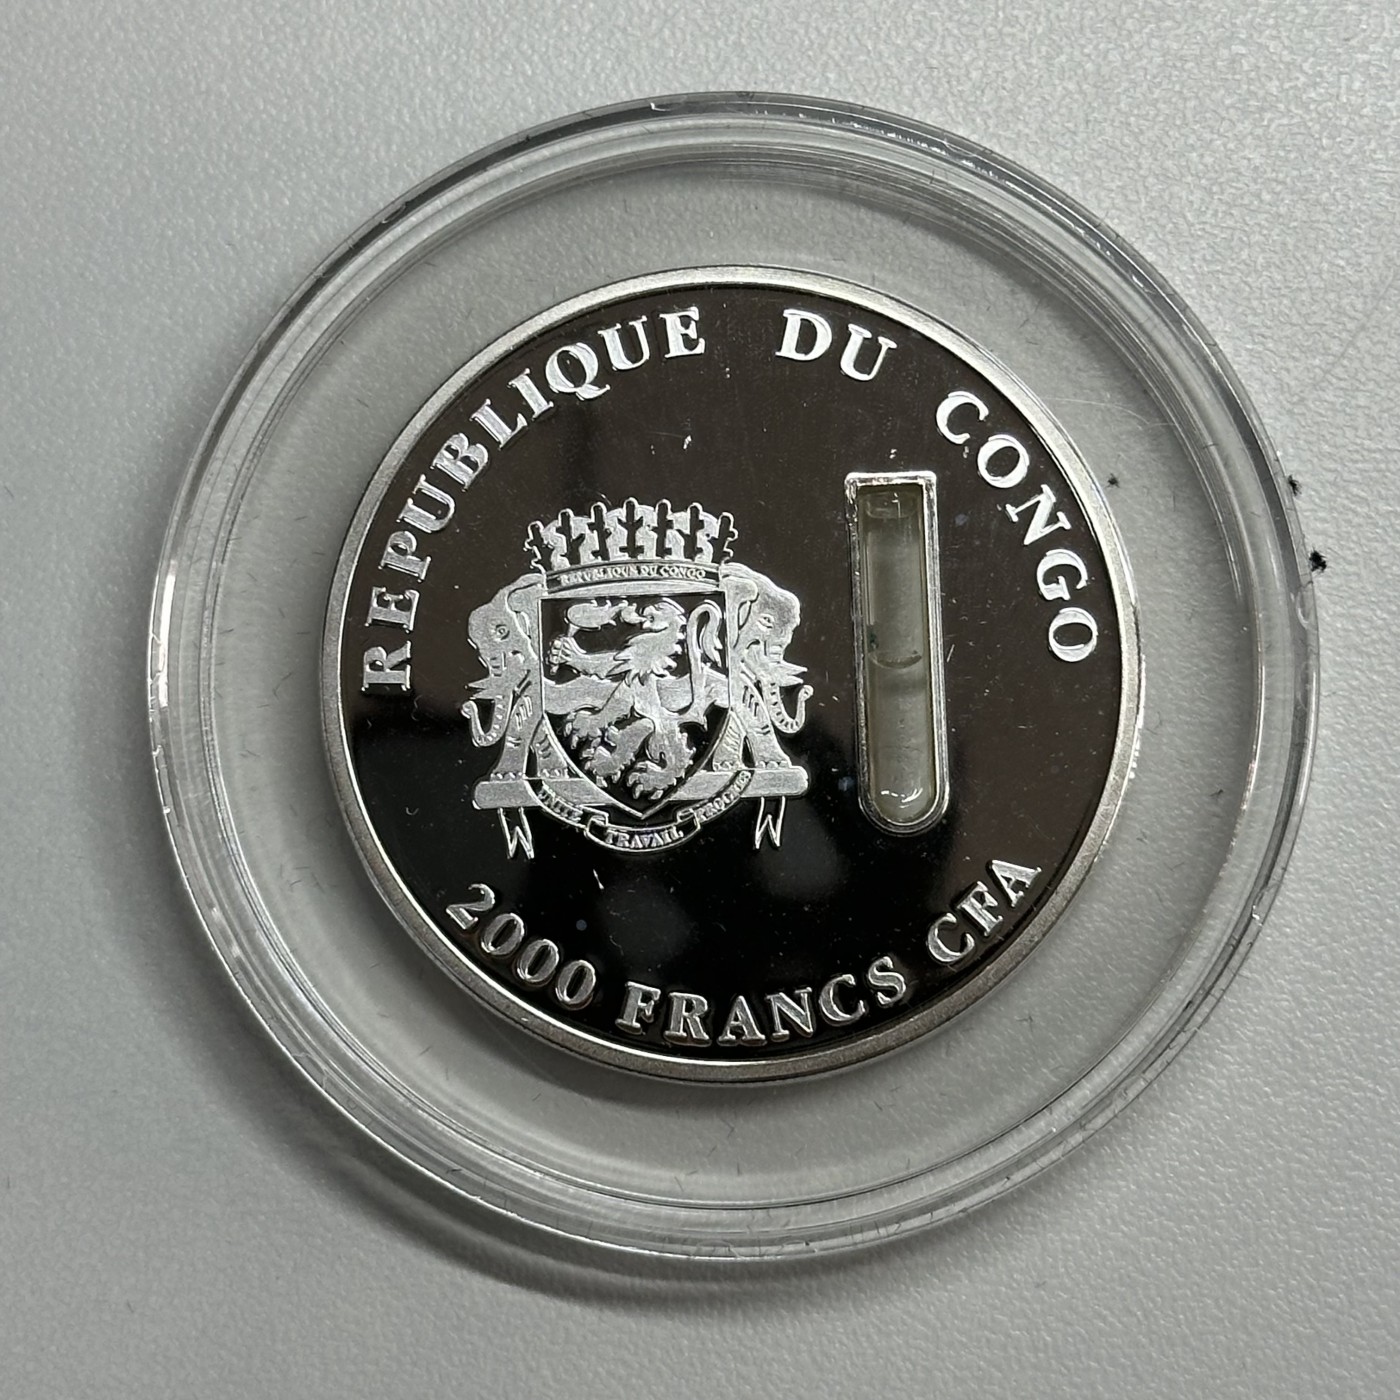 REPUBLIQUE DU CONGO
REPUBLIQUE DU CONGO
UNITE TRAVAIL PROGRES
2000 FRANCS CFA